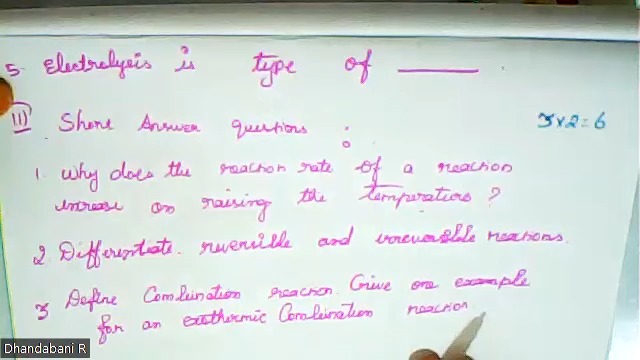 5. Electrolysis is type of ______
II) Short Answer questions : 3x2=6
1. Why does the reaction rate of a reaction
increase on raising the temperature?
2. Differentiate reversible and irreversible reactions.
3 Define Combination reaction. Give one example
for an exothermic Combination reaction
Dhandabani R